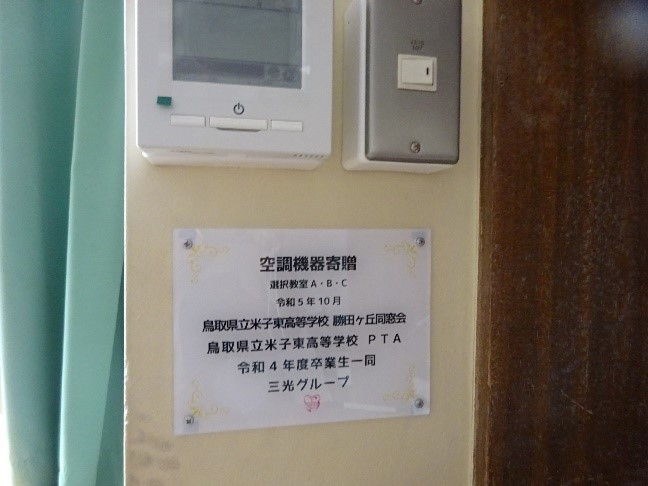 空調機器寄贈
選択教室A・B・C
令和5年10月
鳥取県立米子東高等学校 勝田ヶ丘同窓会
鳥取県立米子東高等学校 PTA
令和4年度卒業生一同
三光グループ